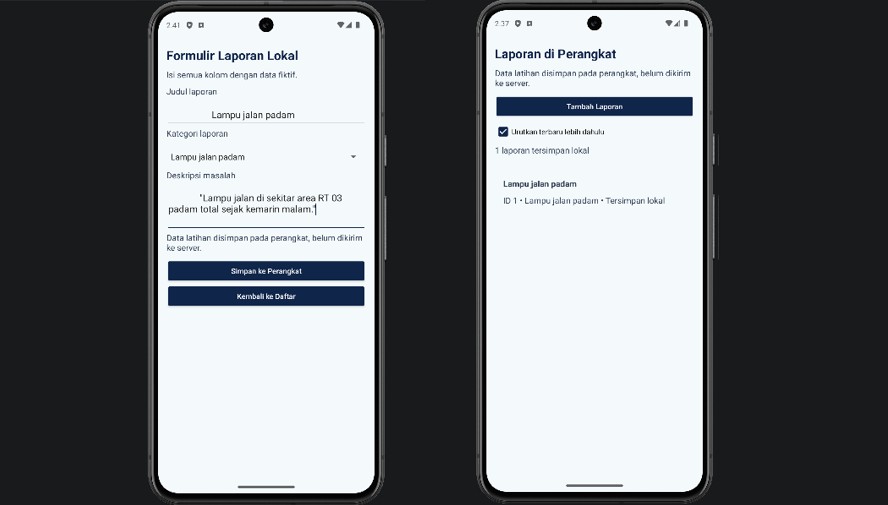 2:41
Formulir Laporan Lokal
Isi semua kolom dengan data fiktif.
Judul laporan
Lampu jalan padam
Kategori laporan
Lampu jalan padam
Deskripsi masalah
"Lampu jalan di sekitar area RT 03
padam total sejak kemarin malam."
Data latihan disimpan pada perangkat, belum dikirim
ke server.
Simpan ke Perangkat
Kembali ke Daftar
2:37
Laporan di Perangkat
Data latihan disimpan pada perangkat, belum dikirim
ke server.
Tambah Laporan
Urutkan terbaru lebih dahulu
1 laporan tersimpan lokal
Lampu jalan padam
ID 1 • Lampu jalan padam • Tersimpan lokal